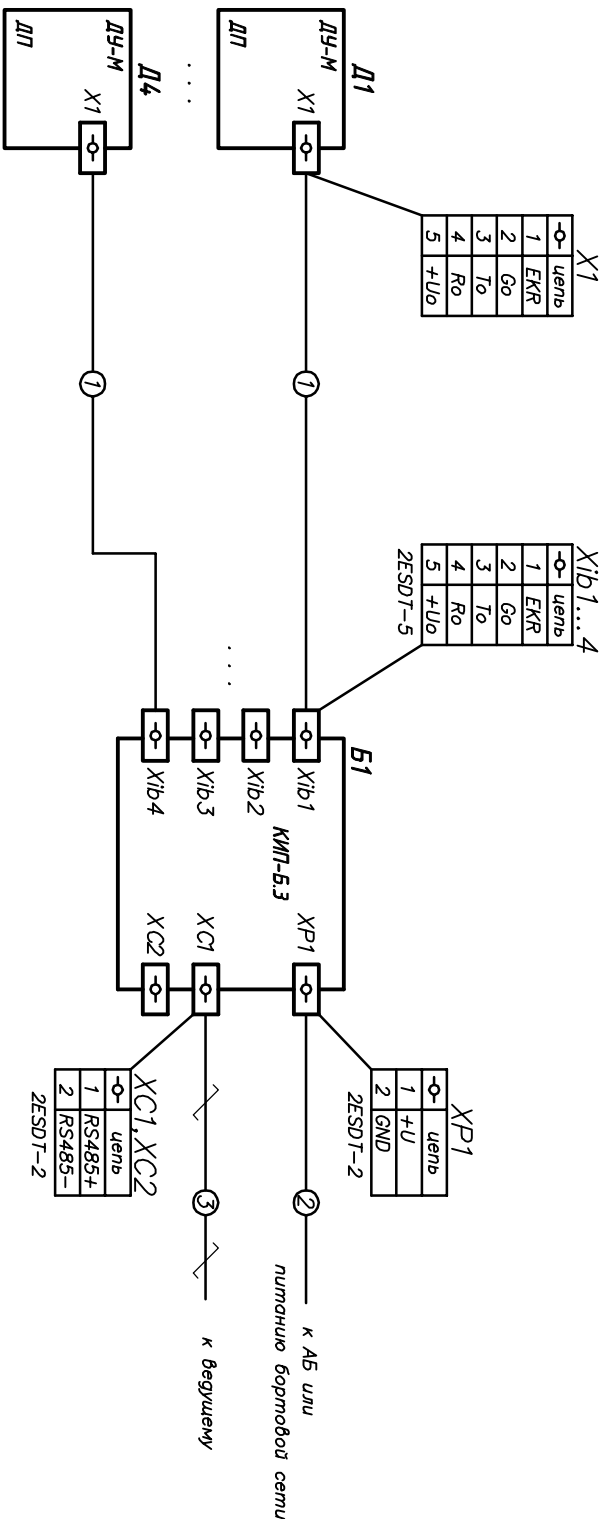 Д1
ДУ-М
ДП
X1
. . .
Д4
ДУ-М
ДП
X1
X1
цепь
1 EKR
2 Go
3 To
4 Ro
5 +Uo
1
1
Xib1...4
цепь
1 EKR
2 Go
3 To
4 Ro
5 +Uo
2ESDT-5
. . .
Б1
КИП-Б.3
Xib1
Xib2
Xib3
Xib4
XP1
XC1
XC2
XP1
цепь
1 +U
2 GND
2ESDT-2
XC1,XC2
цепь
1 RS485+
2 RS485-
2ESDT-2
2
3
к АБ или
питанию бортовой сети
к ведущему